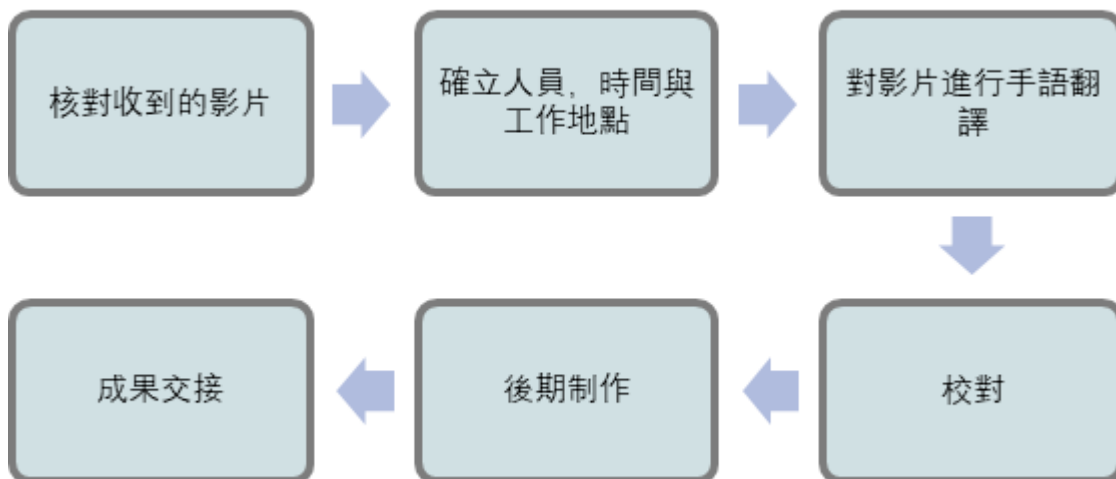 核對收到的影片
確立人員，時間與
工作地點
對影片進行手語翻
譯
校對
後期制作
成果交接